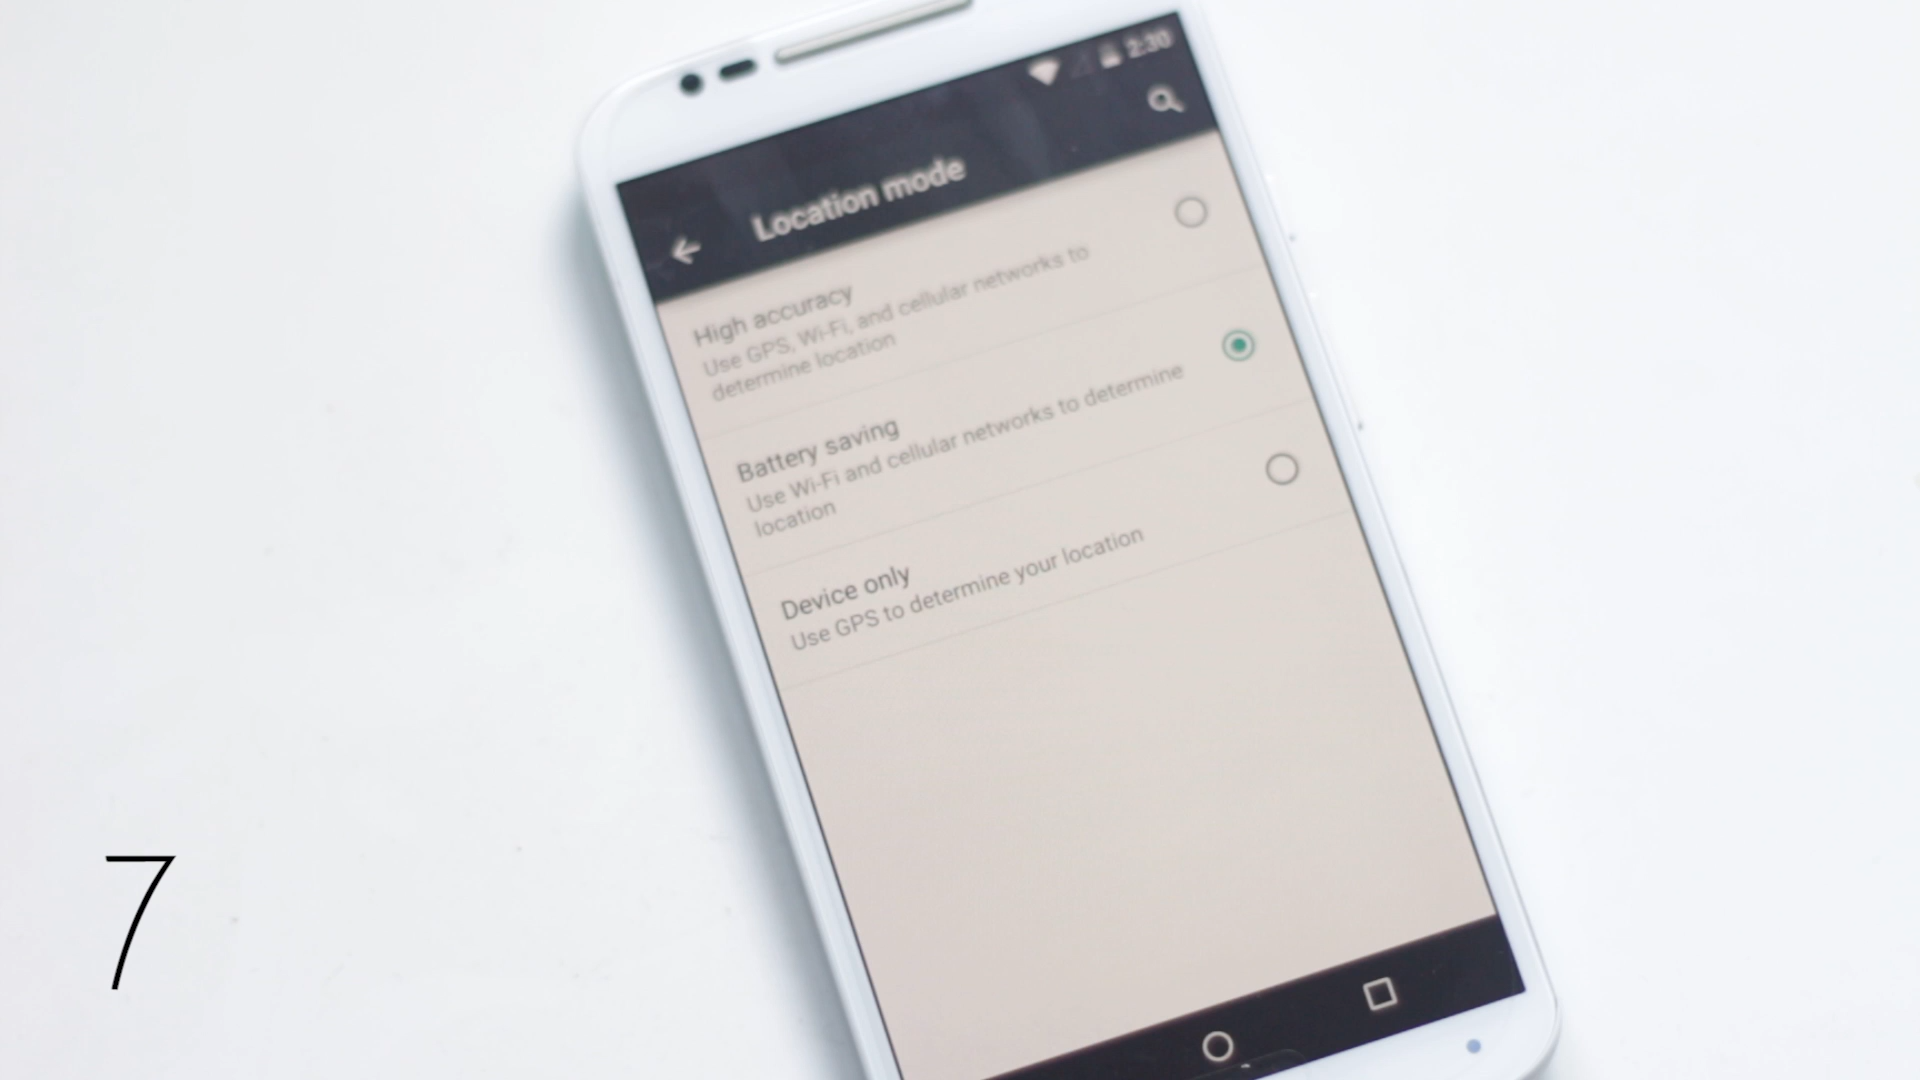 2:30
Location mode
High accuracy
Use GPS, Wi-Fi, and cellular networks to
determine location
Battery saving
Use Wi-Fi and cellular networks to determine
location
Device only
Use GPS to determine your location
7